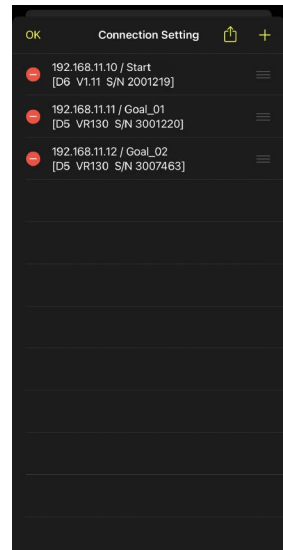 OK
Connection Setting
192.168.11.10 / Start
[D6 V1.11 S/N 2001219]
192.168.11.11 / Goal_01
[D5 VR130 S/N 3001220]
192.168.11.12 / Goal_02
[D5 VR130 S/N 3007463]